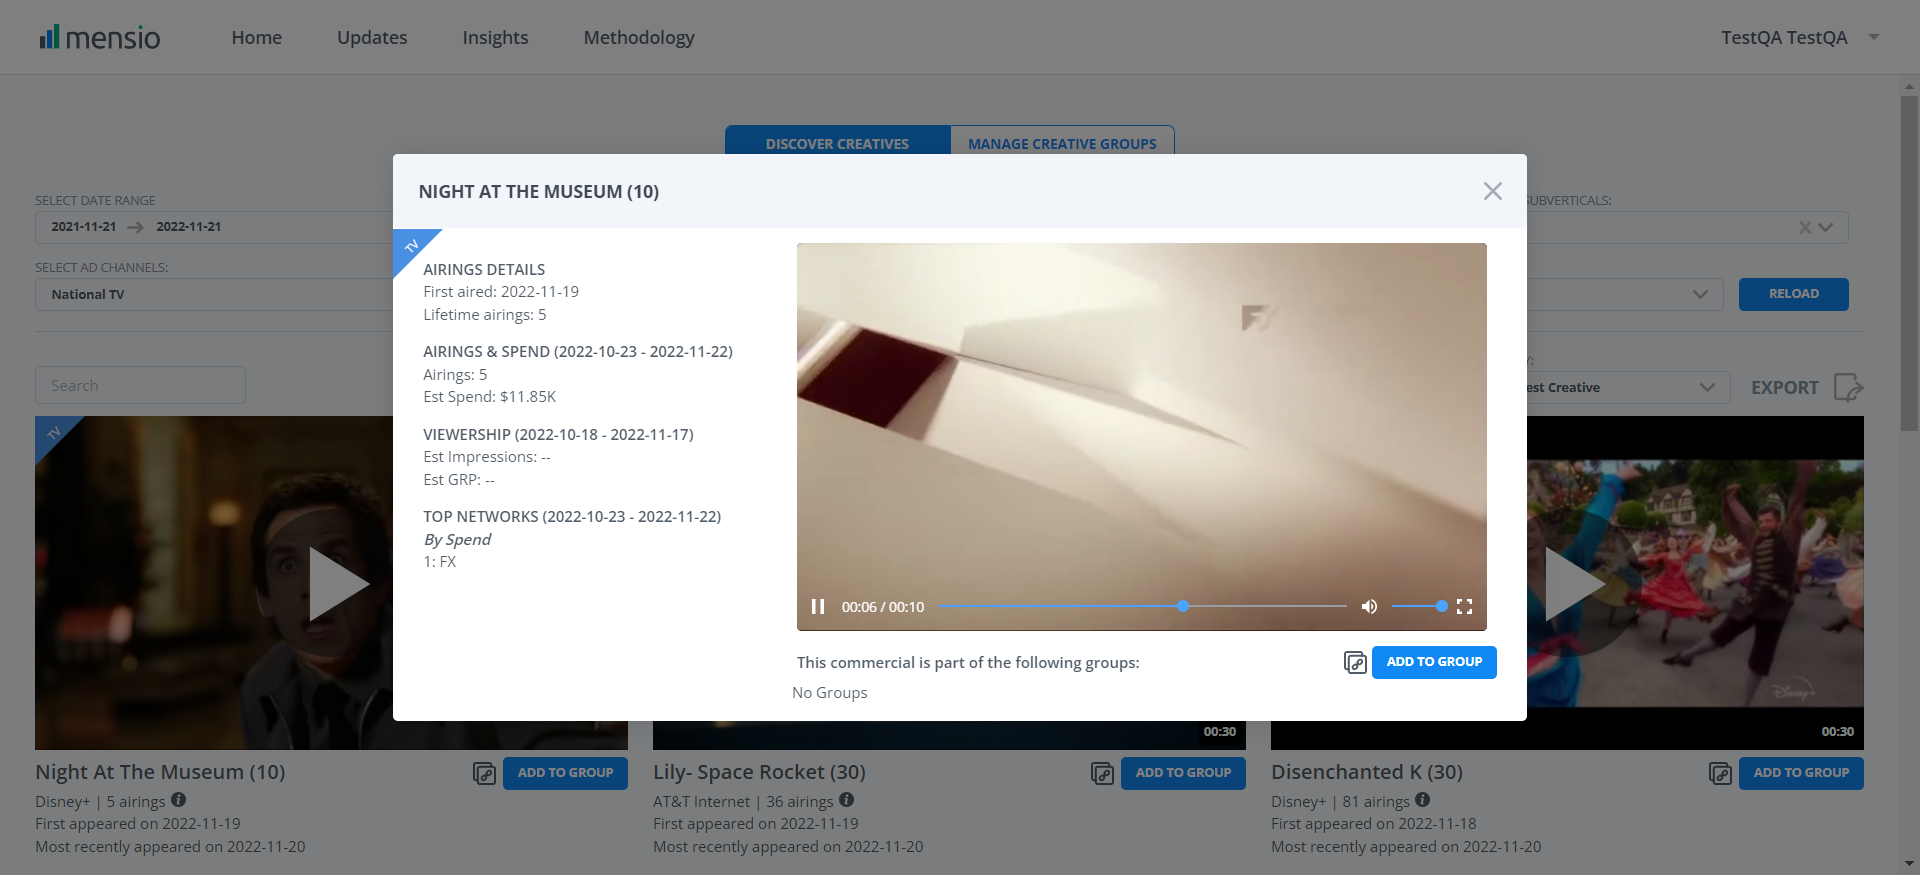 mensio
Home
Updates
Insights
Methodology
TestQA TestQA
DISCOVER CREATIVES
MANAGE CREATIVE GROUPS
SELECT DATE RANGE
2021-11-21
2022-11-21
SUBVERTICALS:
SELECT AD CHANNELS:
National TV
RELOAD
Search
Y:
est Creative
EXPORT
NIGHT AT THE MUSEUM (10)
TV
AIRINGS DETAILS
First aired: 2022-11-19
Lifetime airings: 5
AIRINGS & SPEND (2022-10-23 - 2022-11-22)
Airings: 5
Est Spend: $11.85K
VIEWERSHIP (2022-10-18 - 2022-11-17)
Est Impressions: --
Est GRP: --
TOP NETWORKS (2022-10-23 - 2022-11-22)
By Spend
1: FX
00:06 / 00:10
This commercial is part of the following groups:
ADD TO GROUP
No Groups
TV
Disney+
00:30
00:30
Night At The Museum (10)
ADD TO GROUP
Disney+ | 5 airings
First appeared on 2022-11-19
Most recently appeared on 2022-11-20
Lily- Space Rocket (30)
ADD TO GROUP
AT&T Internet | 36 airings
First appeared on 2022-11-19
Most recently appeared on 2022-11-20
Disenchanted K (30)
ADD TO GROUP
Disney+ | 81 airings
First appeared on 2022-11-18
Most recently appeared on 2022-11-20